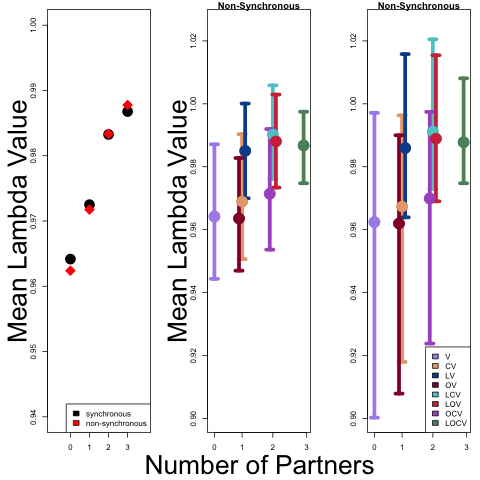 Non-Synchronous
Non-Synchronous
Mean Lambda Value
0.94
0.95
0.96
0.97
0.98
0.99
1.00
synchronous
non-synchronous
0 1 2 3
Mean Lambda Value
0.90
0.92
0.94
0.96
0.98
1.00
1.02
0 1 2 3
0.90
0.92
0.94
0.96
0.98
1.00
1.02
V
CV
LV
OV
LCV
LOV
OCV
LOCV
0 1 2 3
Number of Partners